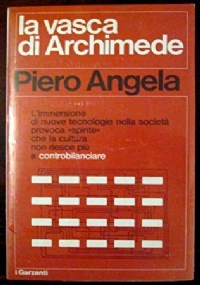 la vasca
di Archimede
Piero Angela
L'immersione
di nuove tecnologie nella società
provoca «spinte»
che la cultura
non riesce più
a controbilanciare
i Garzanti